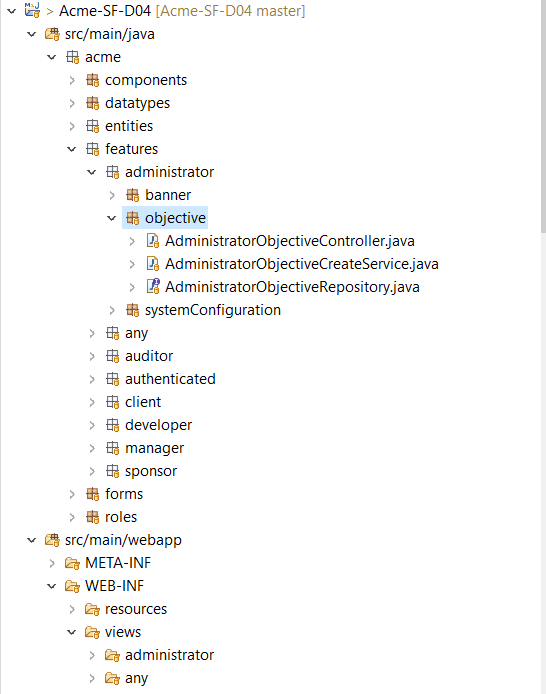 > Acme-SF-D04 [Acme-SF-D04 master]
src/main/java
acme
components
datatypes
entities
features
administrator
banner
objective
AdministratorObjectiveController.java
AdministratorObjectiveCreateService.java
AdministratorObjectiveRepository.java
systemConfiguration
any
auditor
authenticated
client
developer
manager
sponsor
forms
roles
src/main/webapp
META-INF
WEB-INF
resources
views
administrator
any